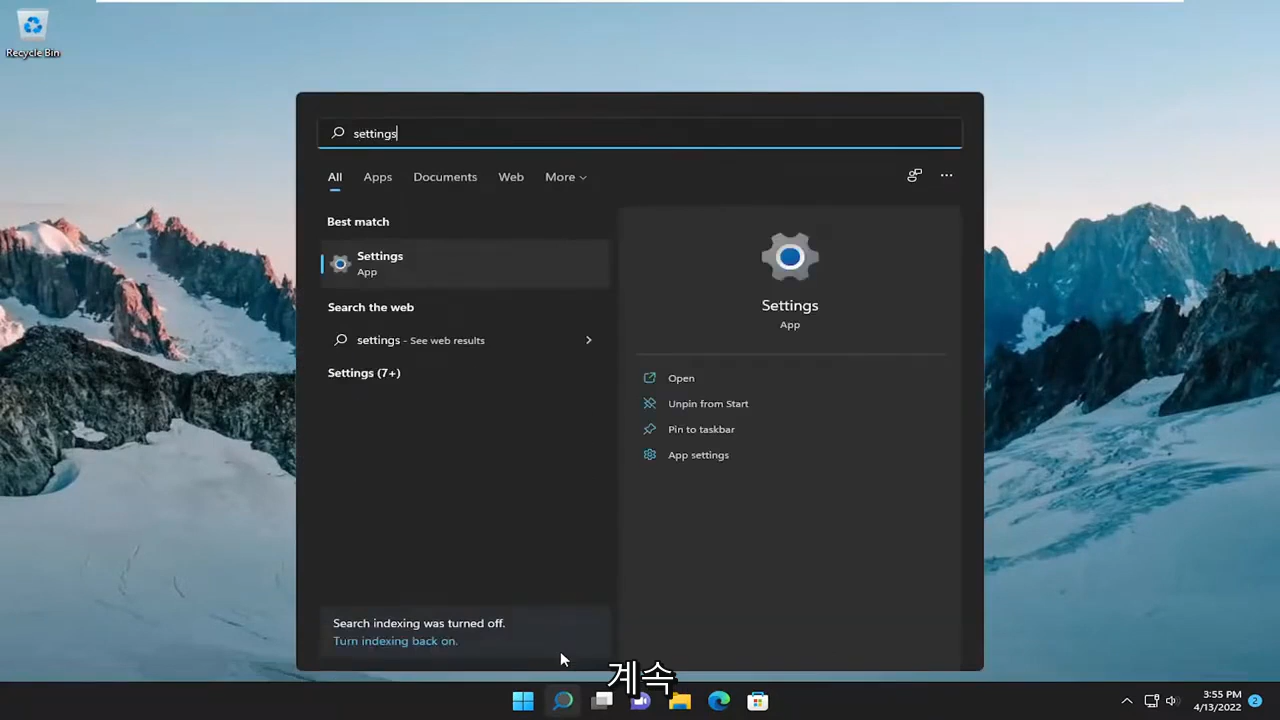 Recycle Bin
settings
All Apps Documents Web More
Best match
Settings
App
Search the web
settings - See web results
Settings (7+)
Settings
App
Open
Unpin from Start
Pin to taskbar
App settings
Search indexing was turned off.
Turn indexing back on.
계속
3:55 PM
4/13/2022
2